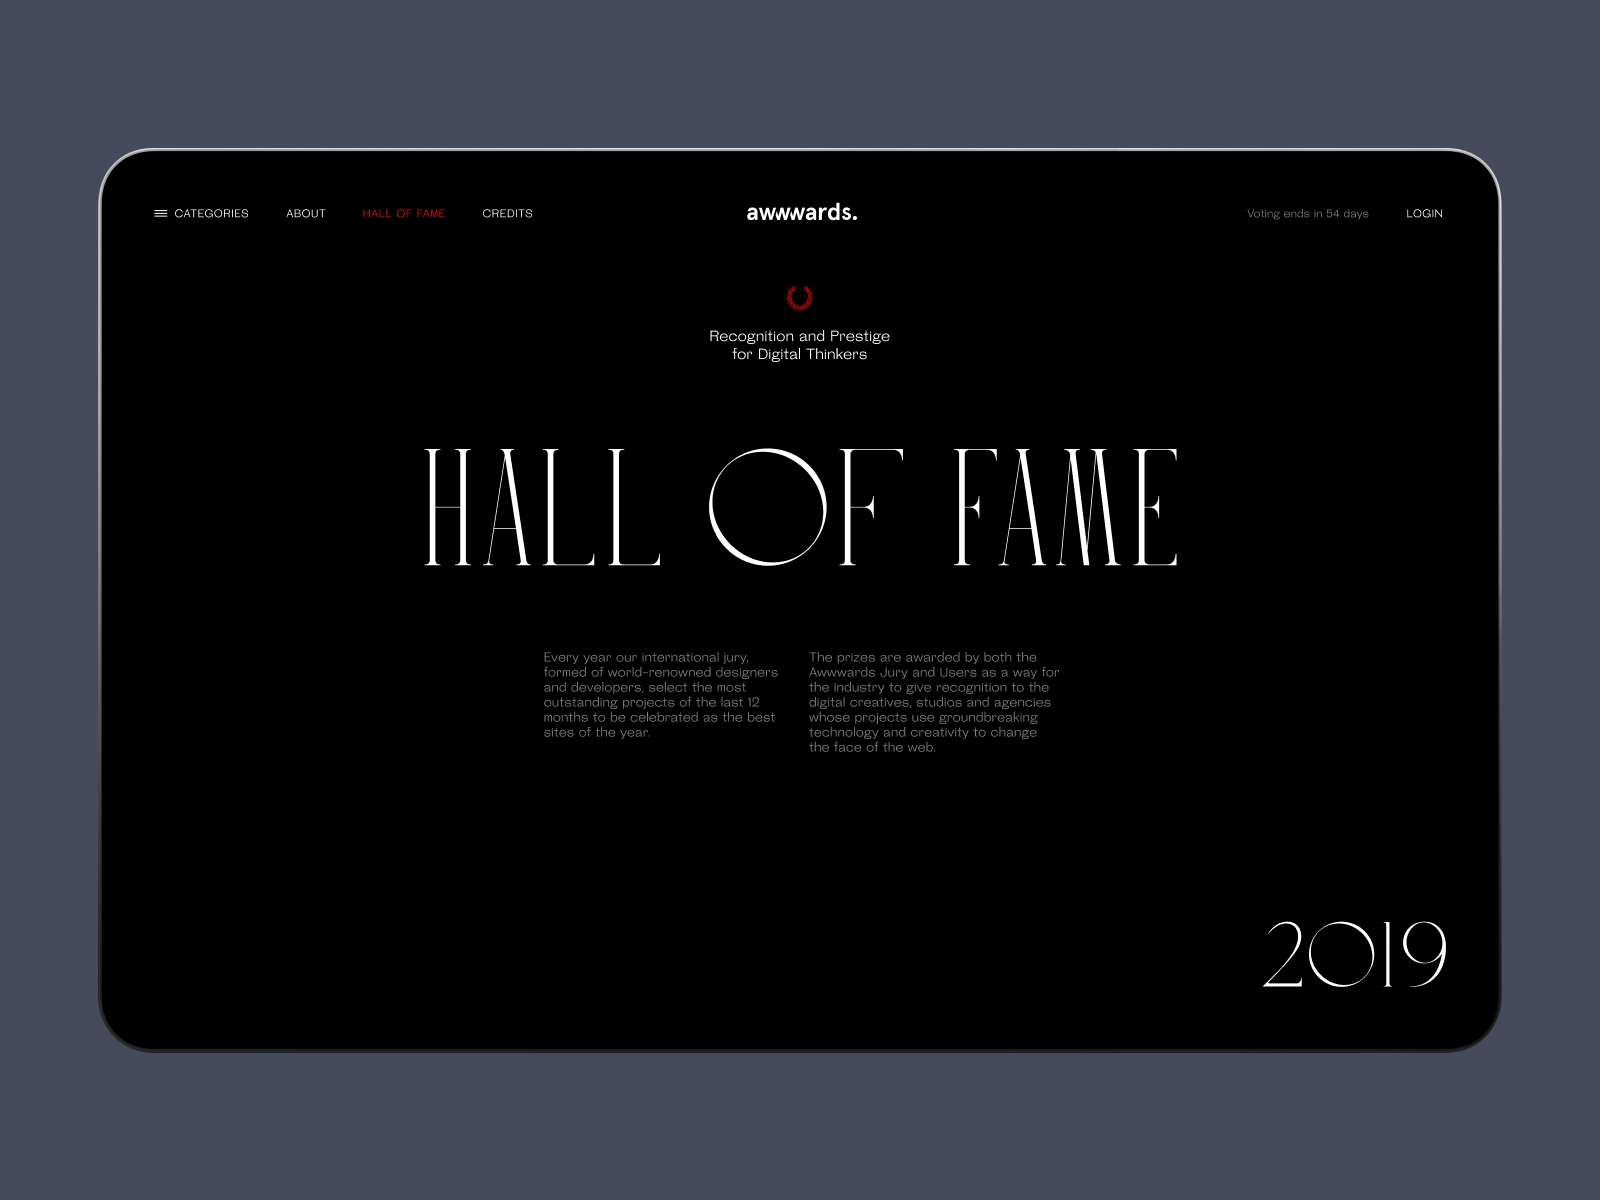 CATEGORIES ABOUT HALL OF FAME CREDITS awwwards. Voting ends in 54 days LOGIN
Recognition and Prestige
for Digital Thinkers
HALL OF FAME
Every year our international jury,
formed of world-renowned designers
and developers, select the most
outstanding projects of the last 12
months to be celebrated as the best
sites of the year.
The prizes are awarded by both the
Awwwards Jury and Users as a way for
the industry to give recognition to the
digital creatives, studios and agencies
whose projects use groundbreaking
technology and creativity to change
the face of the web.
2019